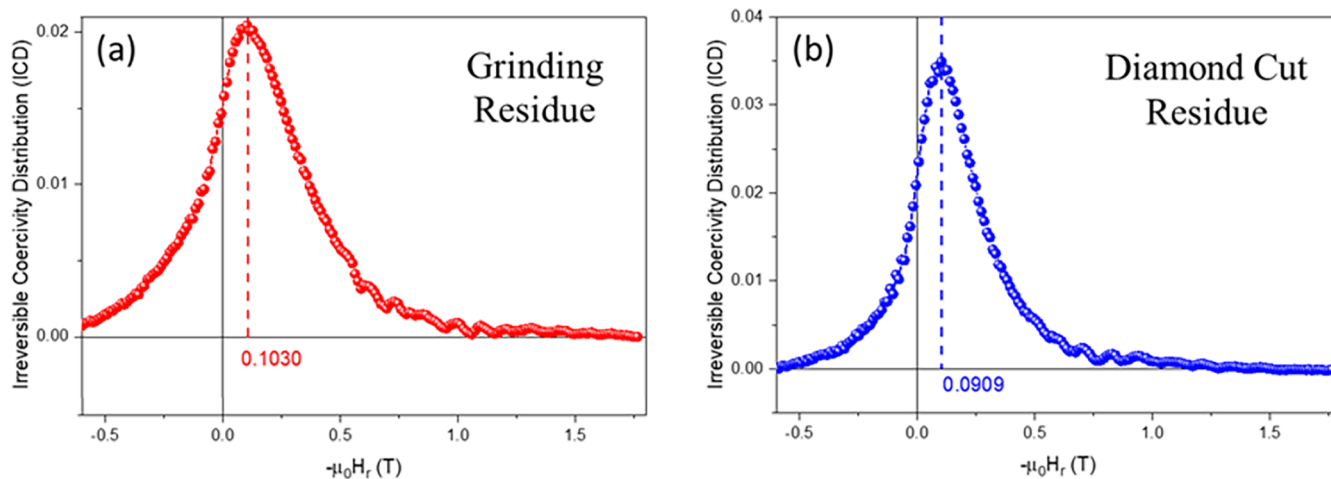 (a)
Grinding
Residue
Irreversible Coercivity Distribution (ICD)
0.02
0.01
0.00
0.1030
-0.5
0.0
0.5
1.0
1.5
-μ₀Hᵣ (T)
(b)
Diamond Cut
Residue
Irreversible Coercivity Distribution (ICD)
0.04
0.03
0.02
0.01
0.00
0.0909
-0.5
0.0
0.5
1.0
1.5
-μ₀Hᵣ (T)